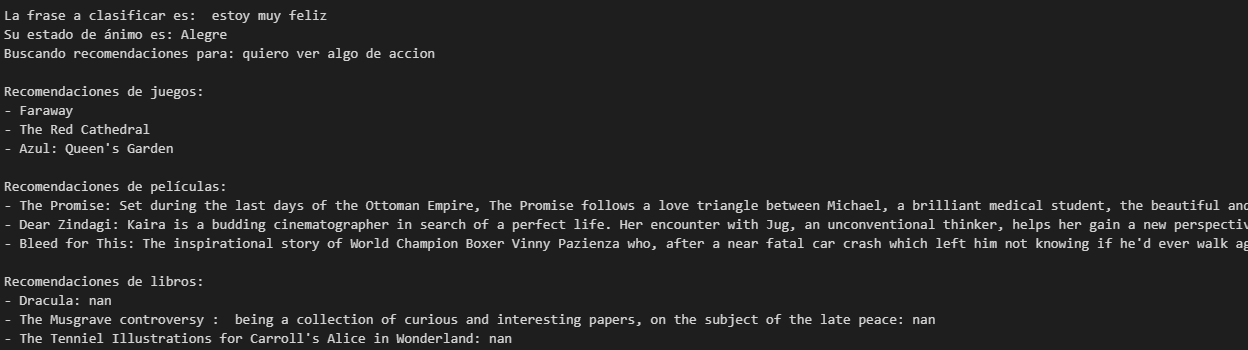 La frase a clasificar es:  estoy muy feliz
Su estado de ánimo es: Alegre
Buscando recomendaciones para: quiero ver algo de accion
Recomendaciones de juegos:
- Faraway
- The Red Cathedral
- Azul: Queen's Garden
Recomendaciones de películas:
- The Promise: Set during the last days of the Ottoman Empire, The Promise follows a love triangle between Michael, a brilliant medical student, the beautiful and
- Dear Zindagi: Kaira is a budding cinematographer in search of a perfect life. Her encounter with Jug, an unconventional thinker, helps her gain a new perspectiv
- Bleed for This: The inspirational story of World Champion Boxer Vinny Pazienza who, after a near fatal car crash which left him not knowing if he'd ever walk ag
Recomendaciones de libros:
- Dracula: nan
- The Musgrave controversy :  being a collection of curious and interesting papers, on the subject of the late peace: nan
- The Tenniel Illustrations for Carroll's Alice in Wonderland: nan